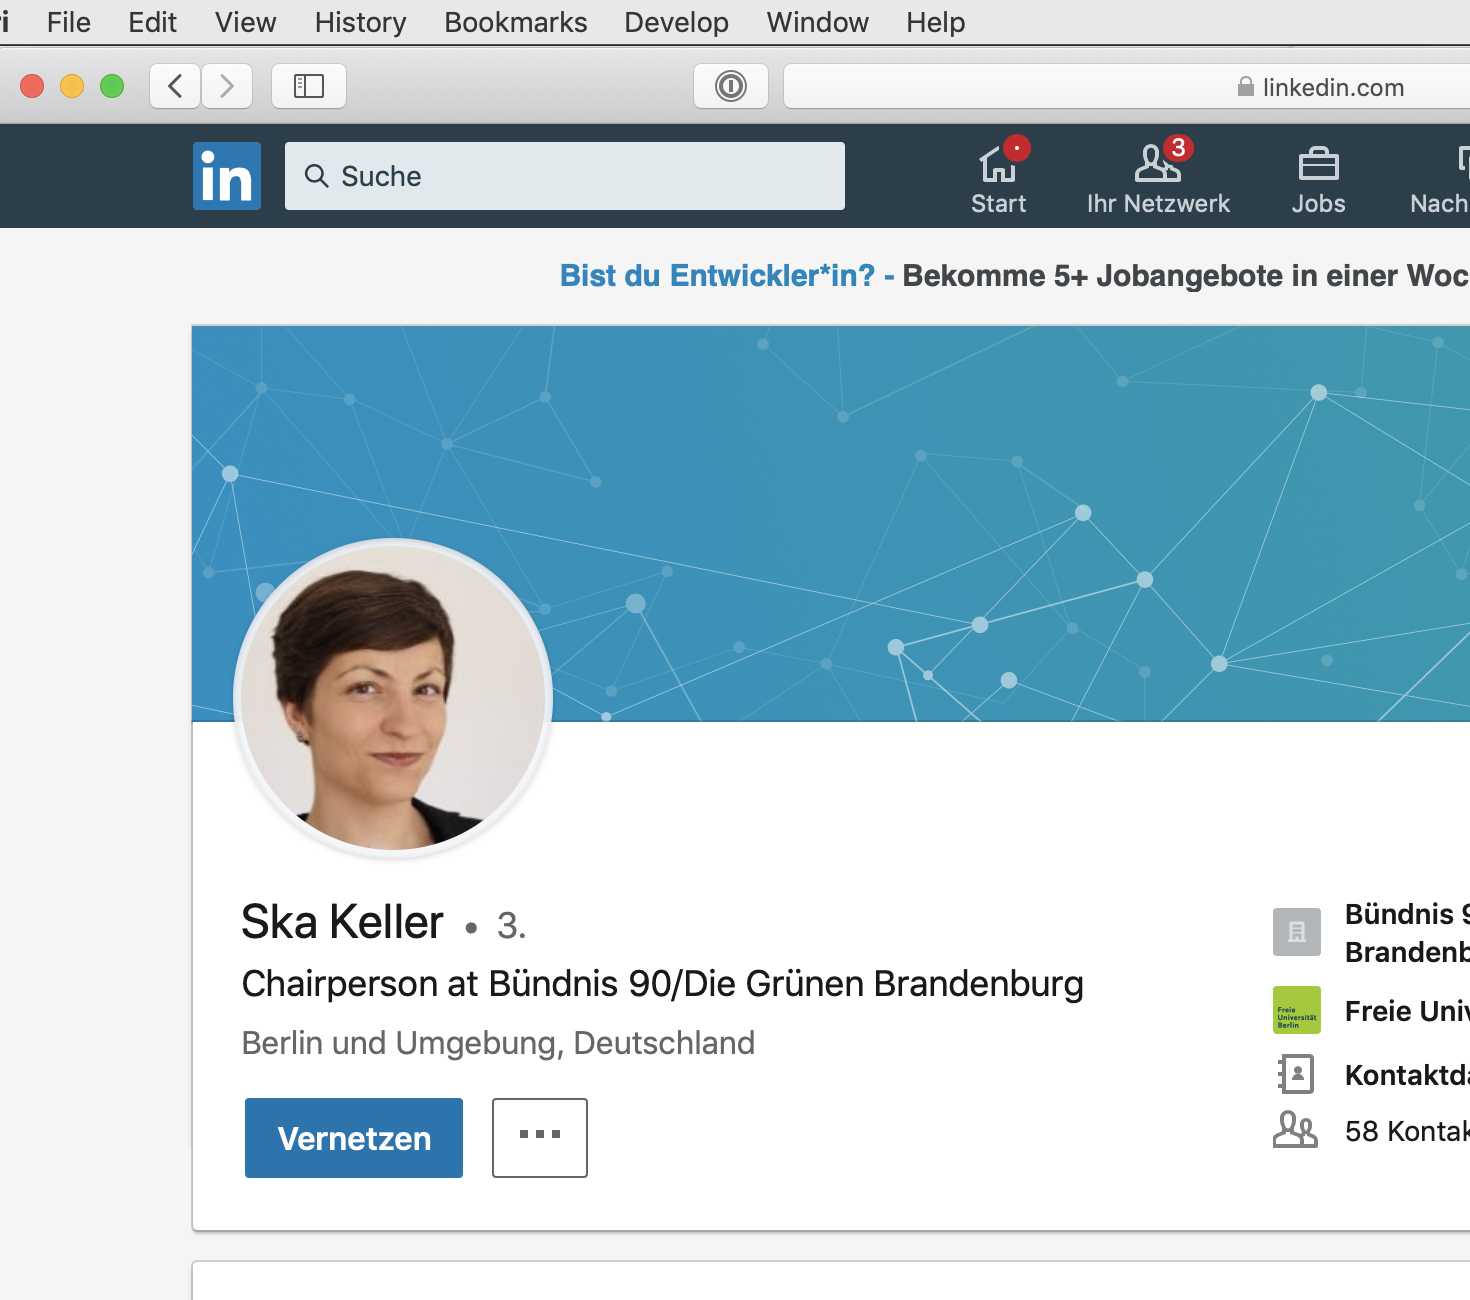 i File Edit View History Bookmarks Develop Window Help
linkedin.com
in Suche
3
Start Ihr Netzwerk Jobs Nach
Bist du Entwickler*in? - Bekomme 5+ Jobangebote in einer Woc
Ska Keller • 3.
Chairperson at Bündnis 90/Die Grünen Brandenburg
Berlin und Umgebung, Deutschland
Vernetzen ...
Bündnis 9
Brandenb
Freie
Universität
Berlin
Freie Univ
Kontaktda
58 Kontak